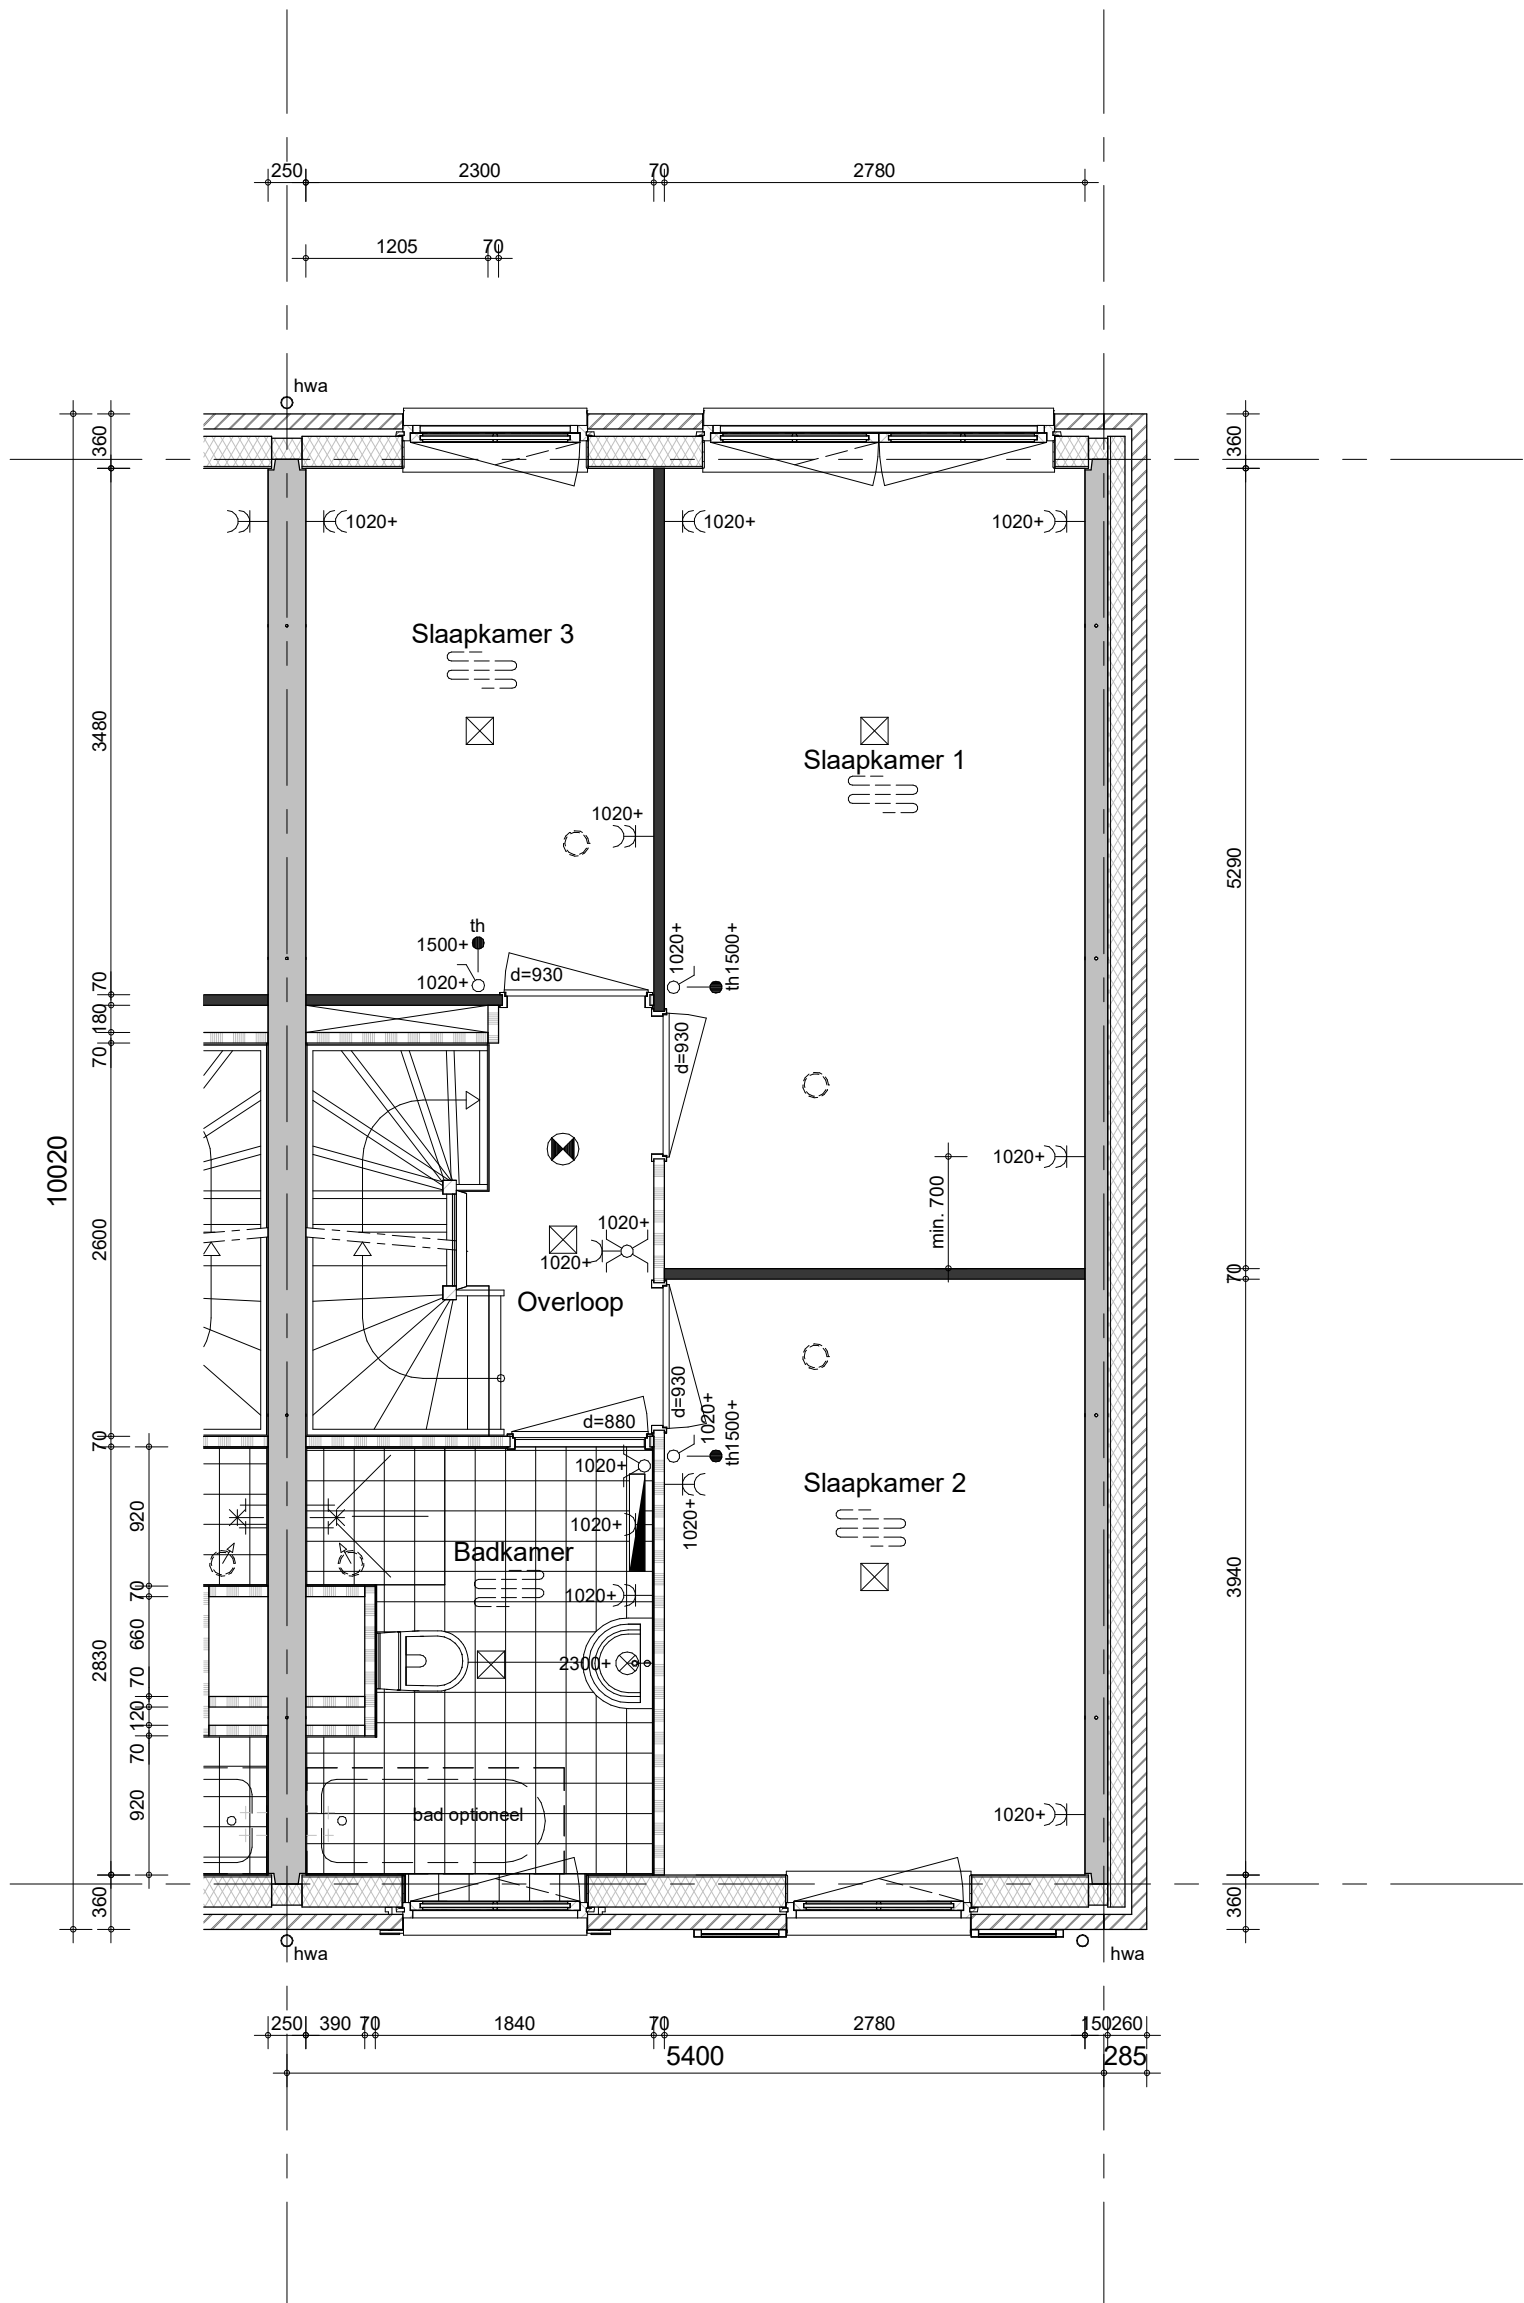 250 2300 70 2780
1205 70
hwa
360
360
1020+ 1020+ 1020+
Slaapkamer 3
3480
Slaapkamer 1
1020+
5290
th
1500+
1020+
d=930
1020+
th1500+
70
180
70
d=930
10020
1020+
min. 700
2600
1020+
1020+
Overloop
70
d=930
1020+
d=880
th1500+
70
1020+
Slaapkamer 2
1020+
920
1020+
Badkamer
3940
70
1020+
660
2830
2300+
70
120
70
920
bad optioneel
1020+
360
360
hwa
hwa
250 390 70 1840 70 2780 150 260
5400 285